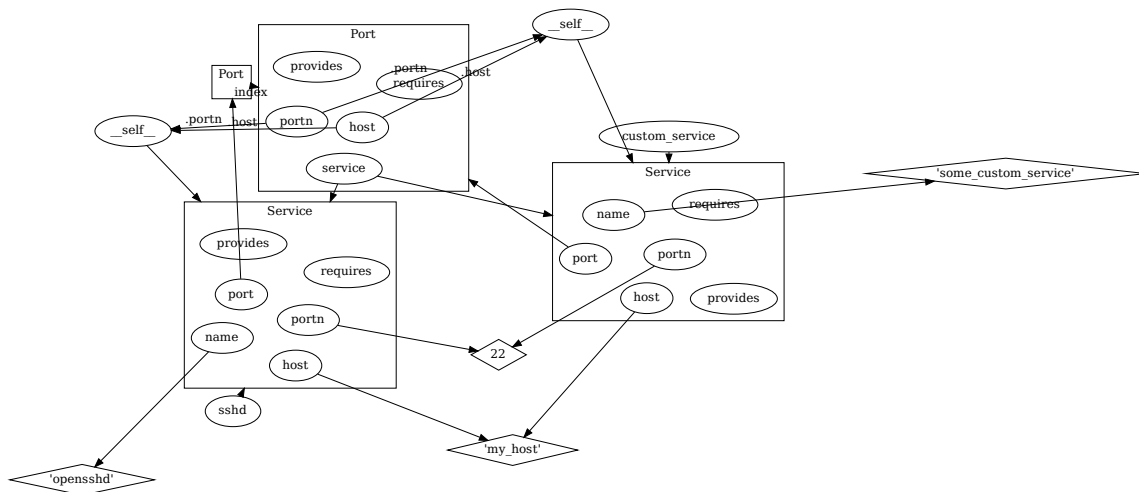 __self__
Port
provides
Port
.portn
requires
.host
index
.portn
host
portn
host
__self__
custom_service
service
Service
'some_custom_service'
name
requires
Service
provides
port
portn
requires
port
host
provides
portn
name
22
host
sshd
'my_host'
'opensshd'